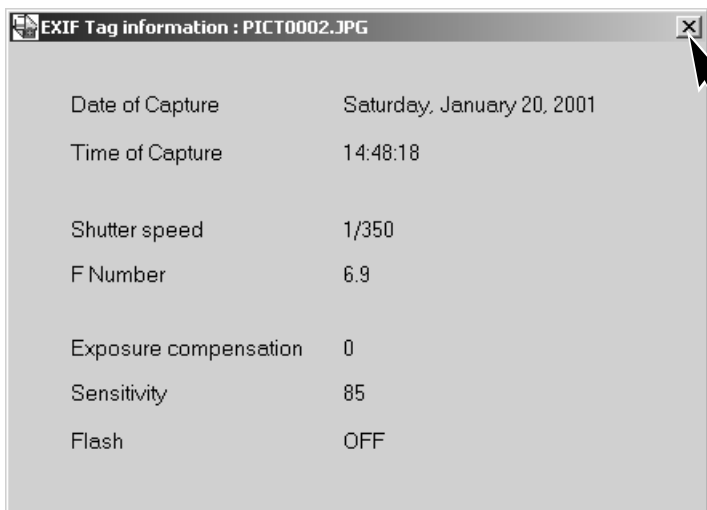 EXIF Tag information : PICT0002.JPG
Date of Capture Saturday, January 20, 2001
Time of Capture 14:48:18
Shutter speed 1/350
F Number 6.9
Exposure compensation 0
Sensitivity 85
Flash OFF